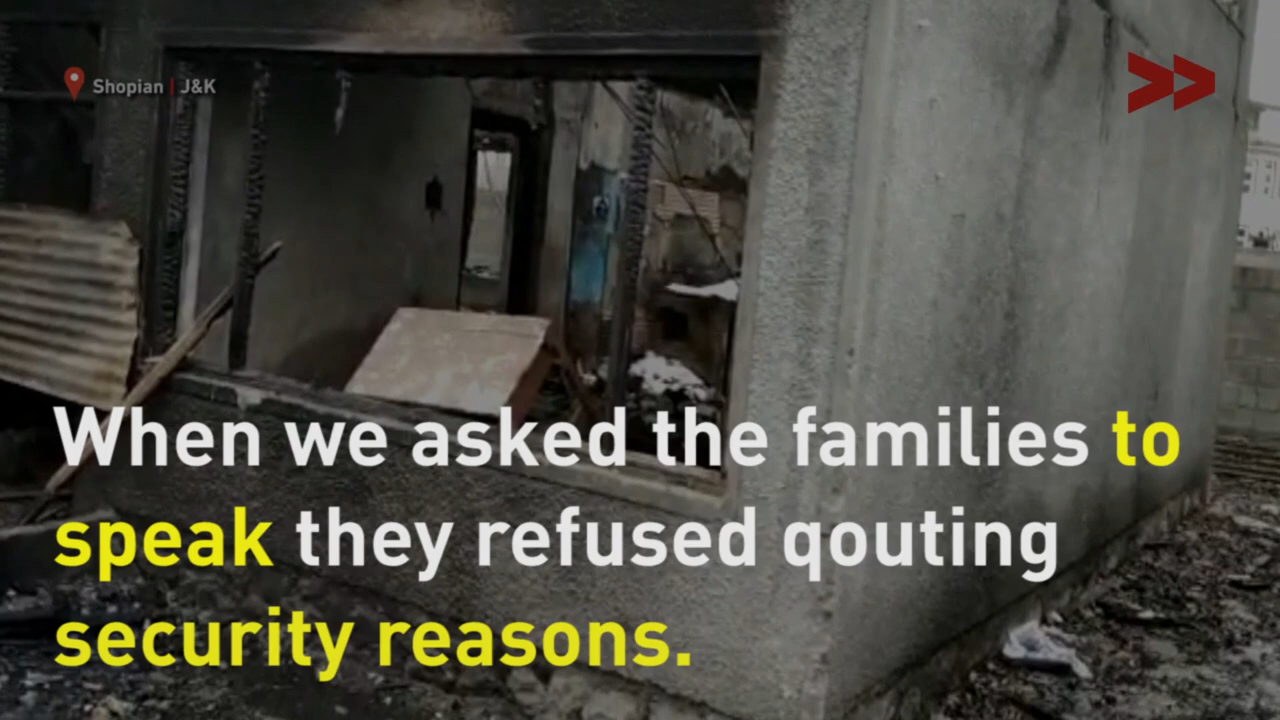 Shopian | J&K
When we asked the families to
speak they refused qouting
security reasons.